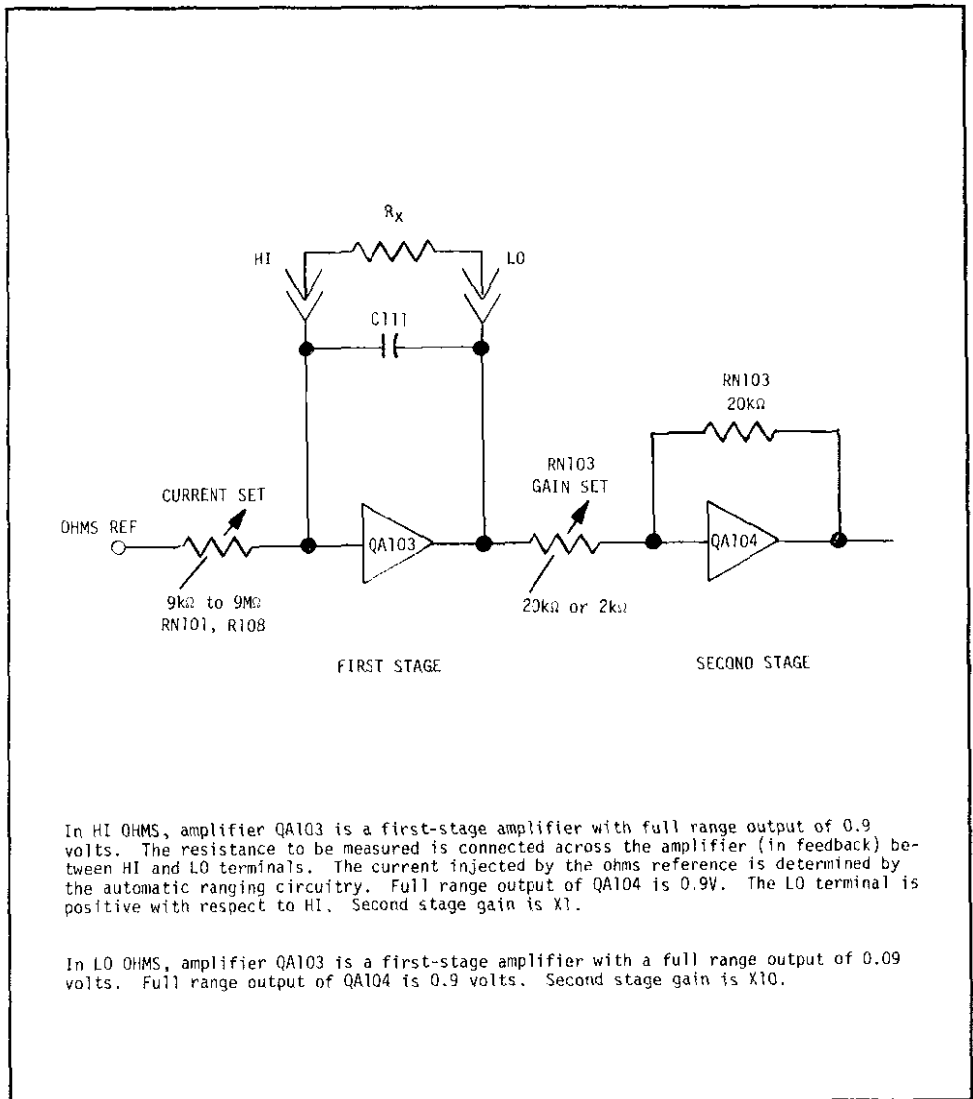 Rx
HI
LO
C111
RN103
20kΩ
RN103
GAIN SET
CURRENT SET
OHMS REF
QA103
QA104
9kΩ to 9MΩ
RN101, R108
20kΩ or 2kΩ
FIRST STAGE
SECOND STAGE
In HI OHMS, amplifier QA103 is a first-stage amplifier with full range output of 0.9
volts. The resistance to be measured is connected across the amplifier (in feedback) be-
tween HI and LO terminals. The current injected by the ohms reference is determined by
the automatic ranging circuitry. Full range output of QA104 is 0.9V. The LO terminal is
positive with respect to HI. Second stage gain is X1.
In LO OHMS, amplifier QA103 is a first-stage amplifier with a full range output of 0.09
volts. Full range output of QA104 is 0.9 volts. Second stage gain is X10.